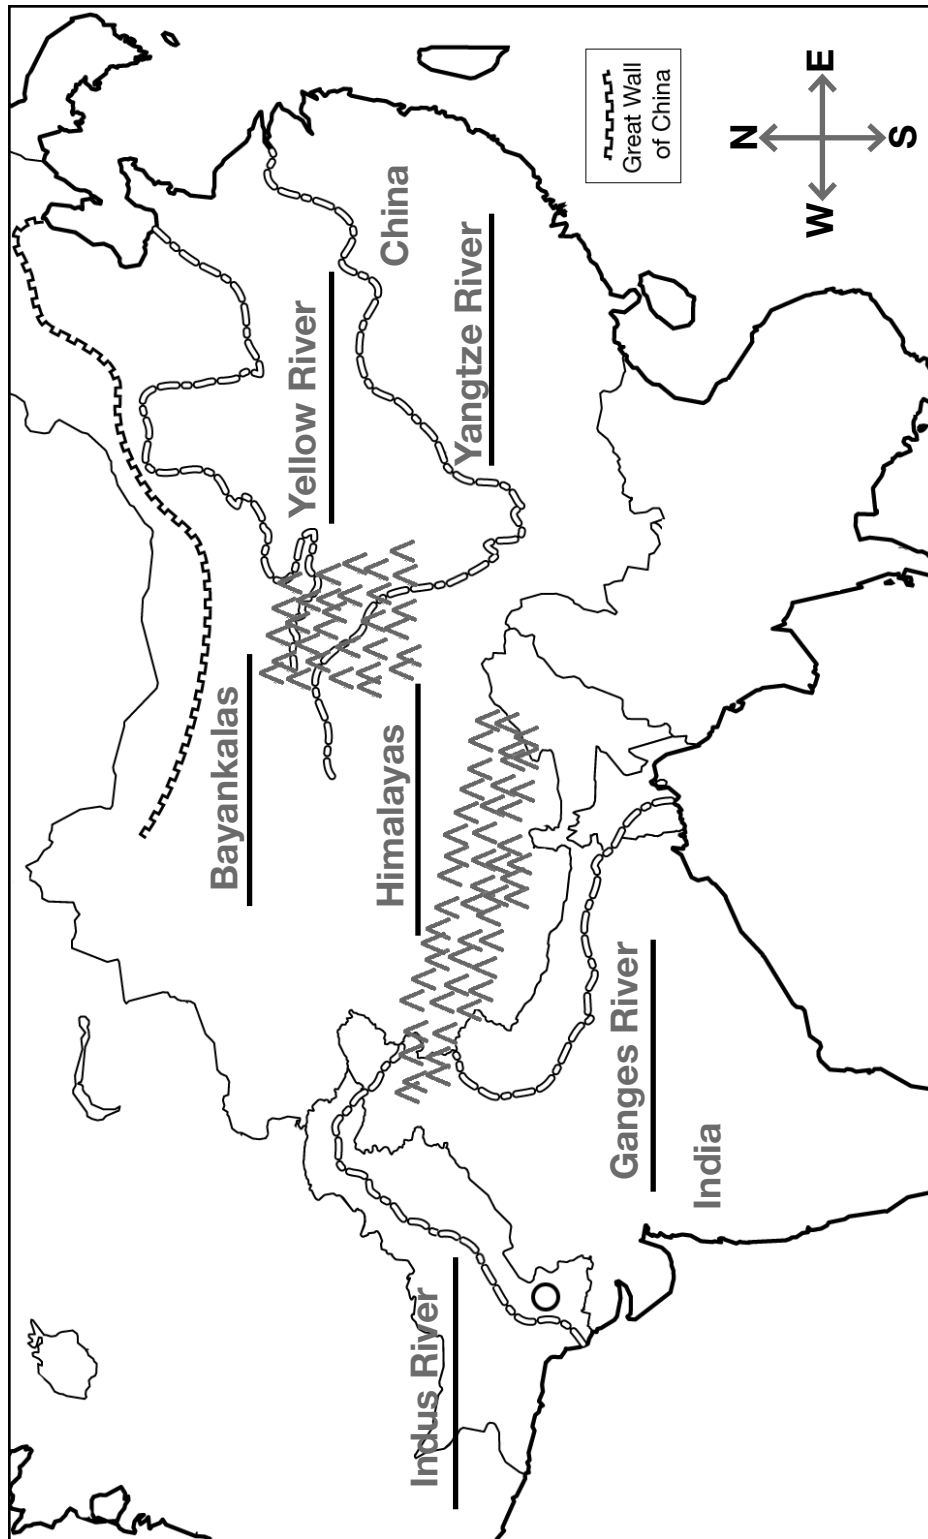 Great Wall
of China
N
W
E
S
China
Yellow River
Yangtze River
Bayankalas
Himalayas
Ganges River
India
Indus River